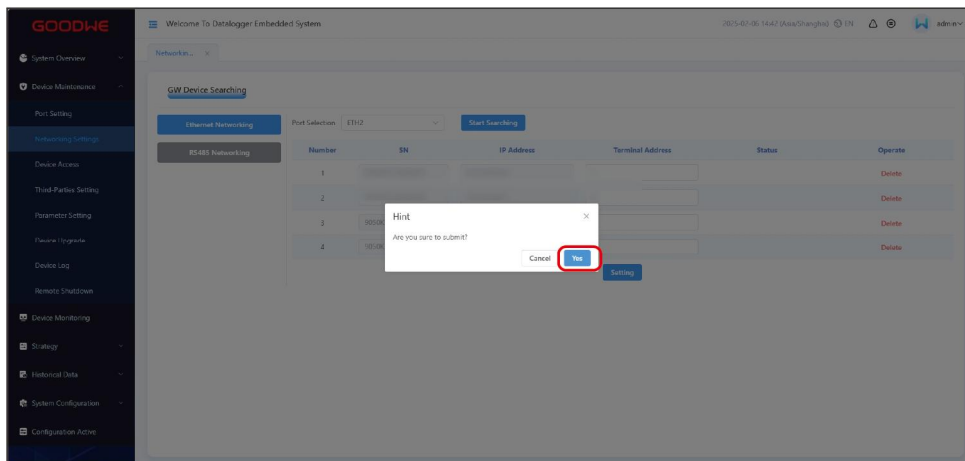 GOODWE
Welcome To Datalogger Embedded System
2025-02-06 14:42 (Asia/Shanghai) EN admin
System Overview
Networkin... ×
Device Maintenance
GW Device Searching
Port Setting
Ethernet Networking Port Selection ETH2 Start Searching
Networking Settings
RS485 Networking Number SN IP Address Terminal Address Status Operate
Device Access
1 Delete
Third-Parties Setting
2 Delete
Parameter Setting
Hint ×
3 Delete
Are you sure to submit?
Device Upgrade
4 Delete
Cancel Yes
Device Log
Setting
Remote Shutdown
Device Monitoring
Strategy
Historical Data
System Configuration
Configuration Active